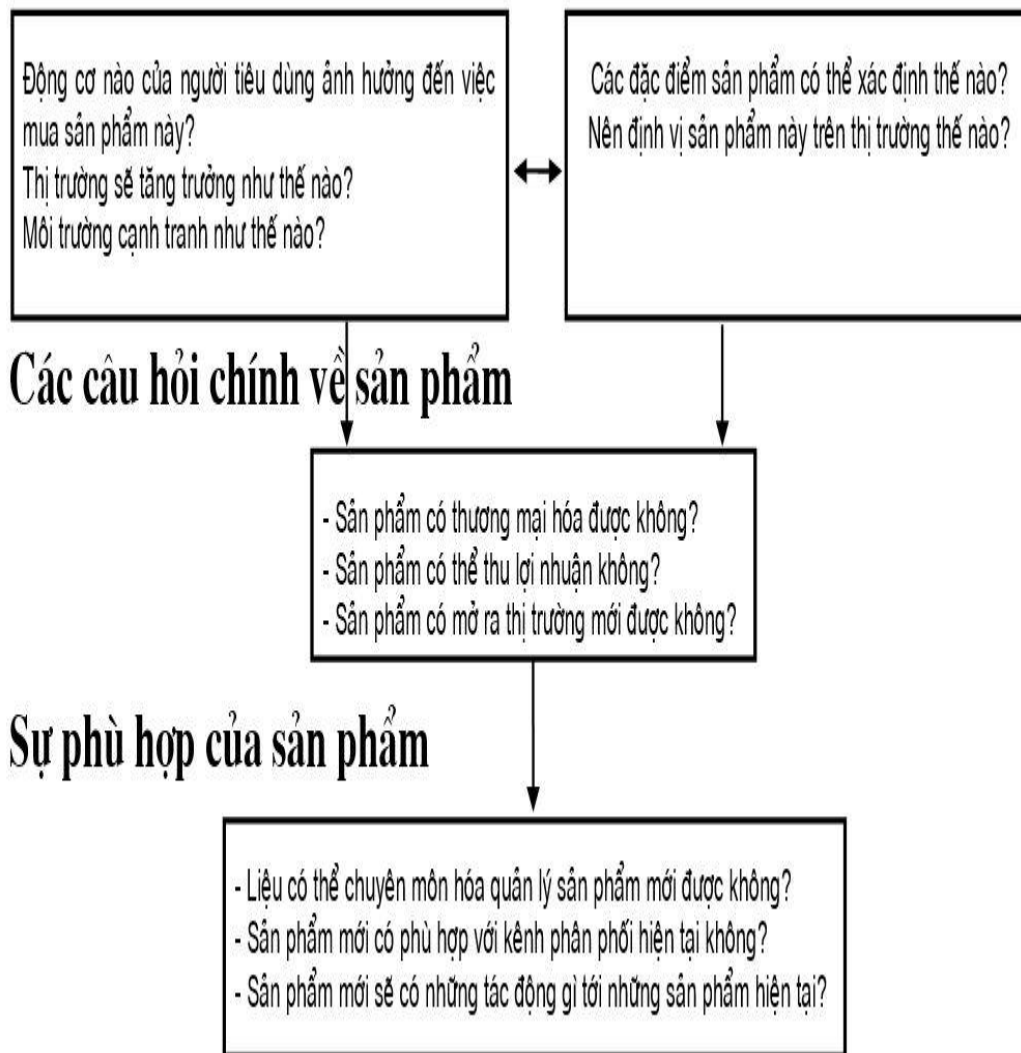 Động cơ nào của người tiêu dùng ảnh hưởng đến việc
mua sản phẩm này?
Thị trường sẽ tăng trưởng như thế nào?
Môi trường cạnh tranh như thế nào?
Các đặc điểm sản phẩm có thể xác định thế nào?
Nên định vị sản phẩm này trên thị trường thế nào?
Các câu hỏi chính về sản phẩm
- Sản phẩm có thương mại hóa được không?
- Sản phẩm có thể thu lợi nhuận không?
- Sản phẩm có mở ra thị trường mới được không?
Sự phù hợp của sản phẩm
- Liệu có thể chuyên môn hóa quản lý sản phẩm mới được không?
- Sản phẩm mới có phù hợp với kênh phân phối hiện tại không?
- Sản phẩm mới sẽ có những tác động gì tới những sản phẩm hiện tại?